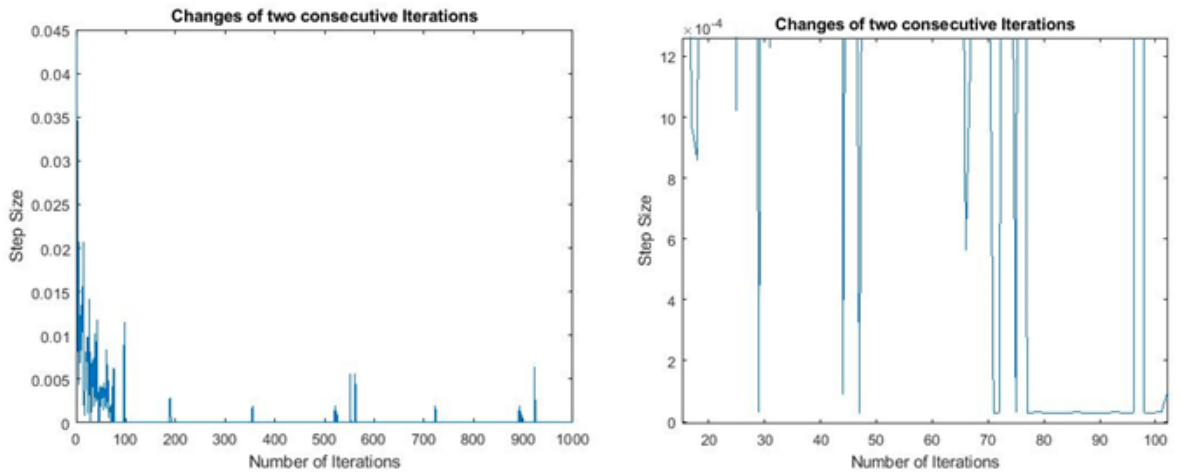 Changes of two consecutive Iterations
0.045
0.04
0.035
0.03
0.025
0.02
0.015
0.01
0.005
0
Step Size
0 100 200 300 400 500 600 700 800 900 1000
Number of Iterations
Changes of two consecutive Iterations
×10-4
12
10
8
6
4
2
0
Step Size
20 30 40 50 60 70 80 90 100
Number of Iterations